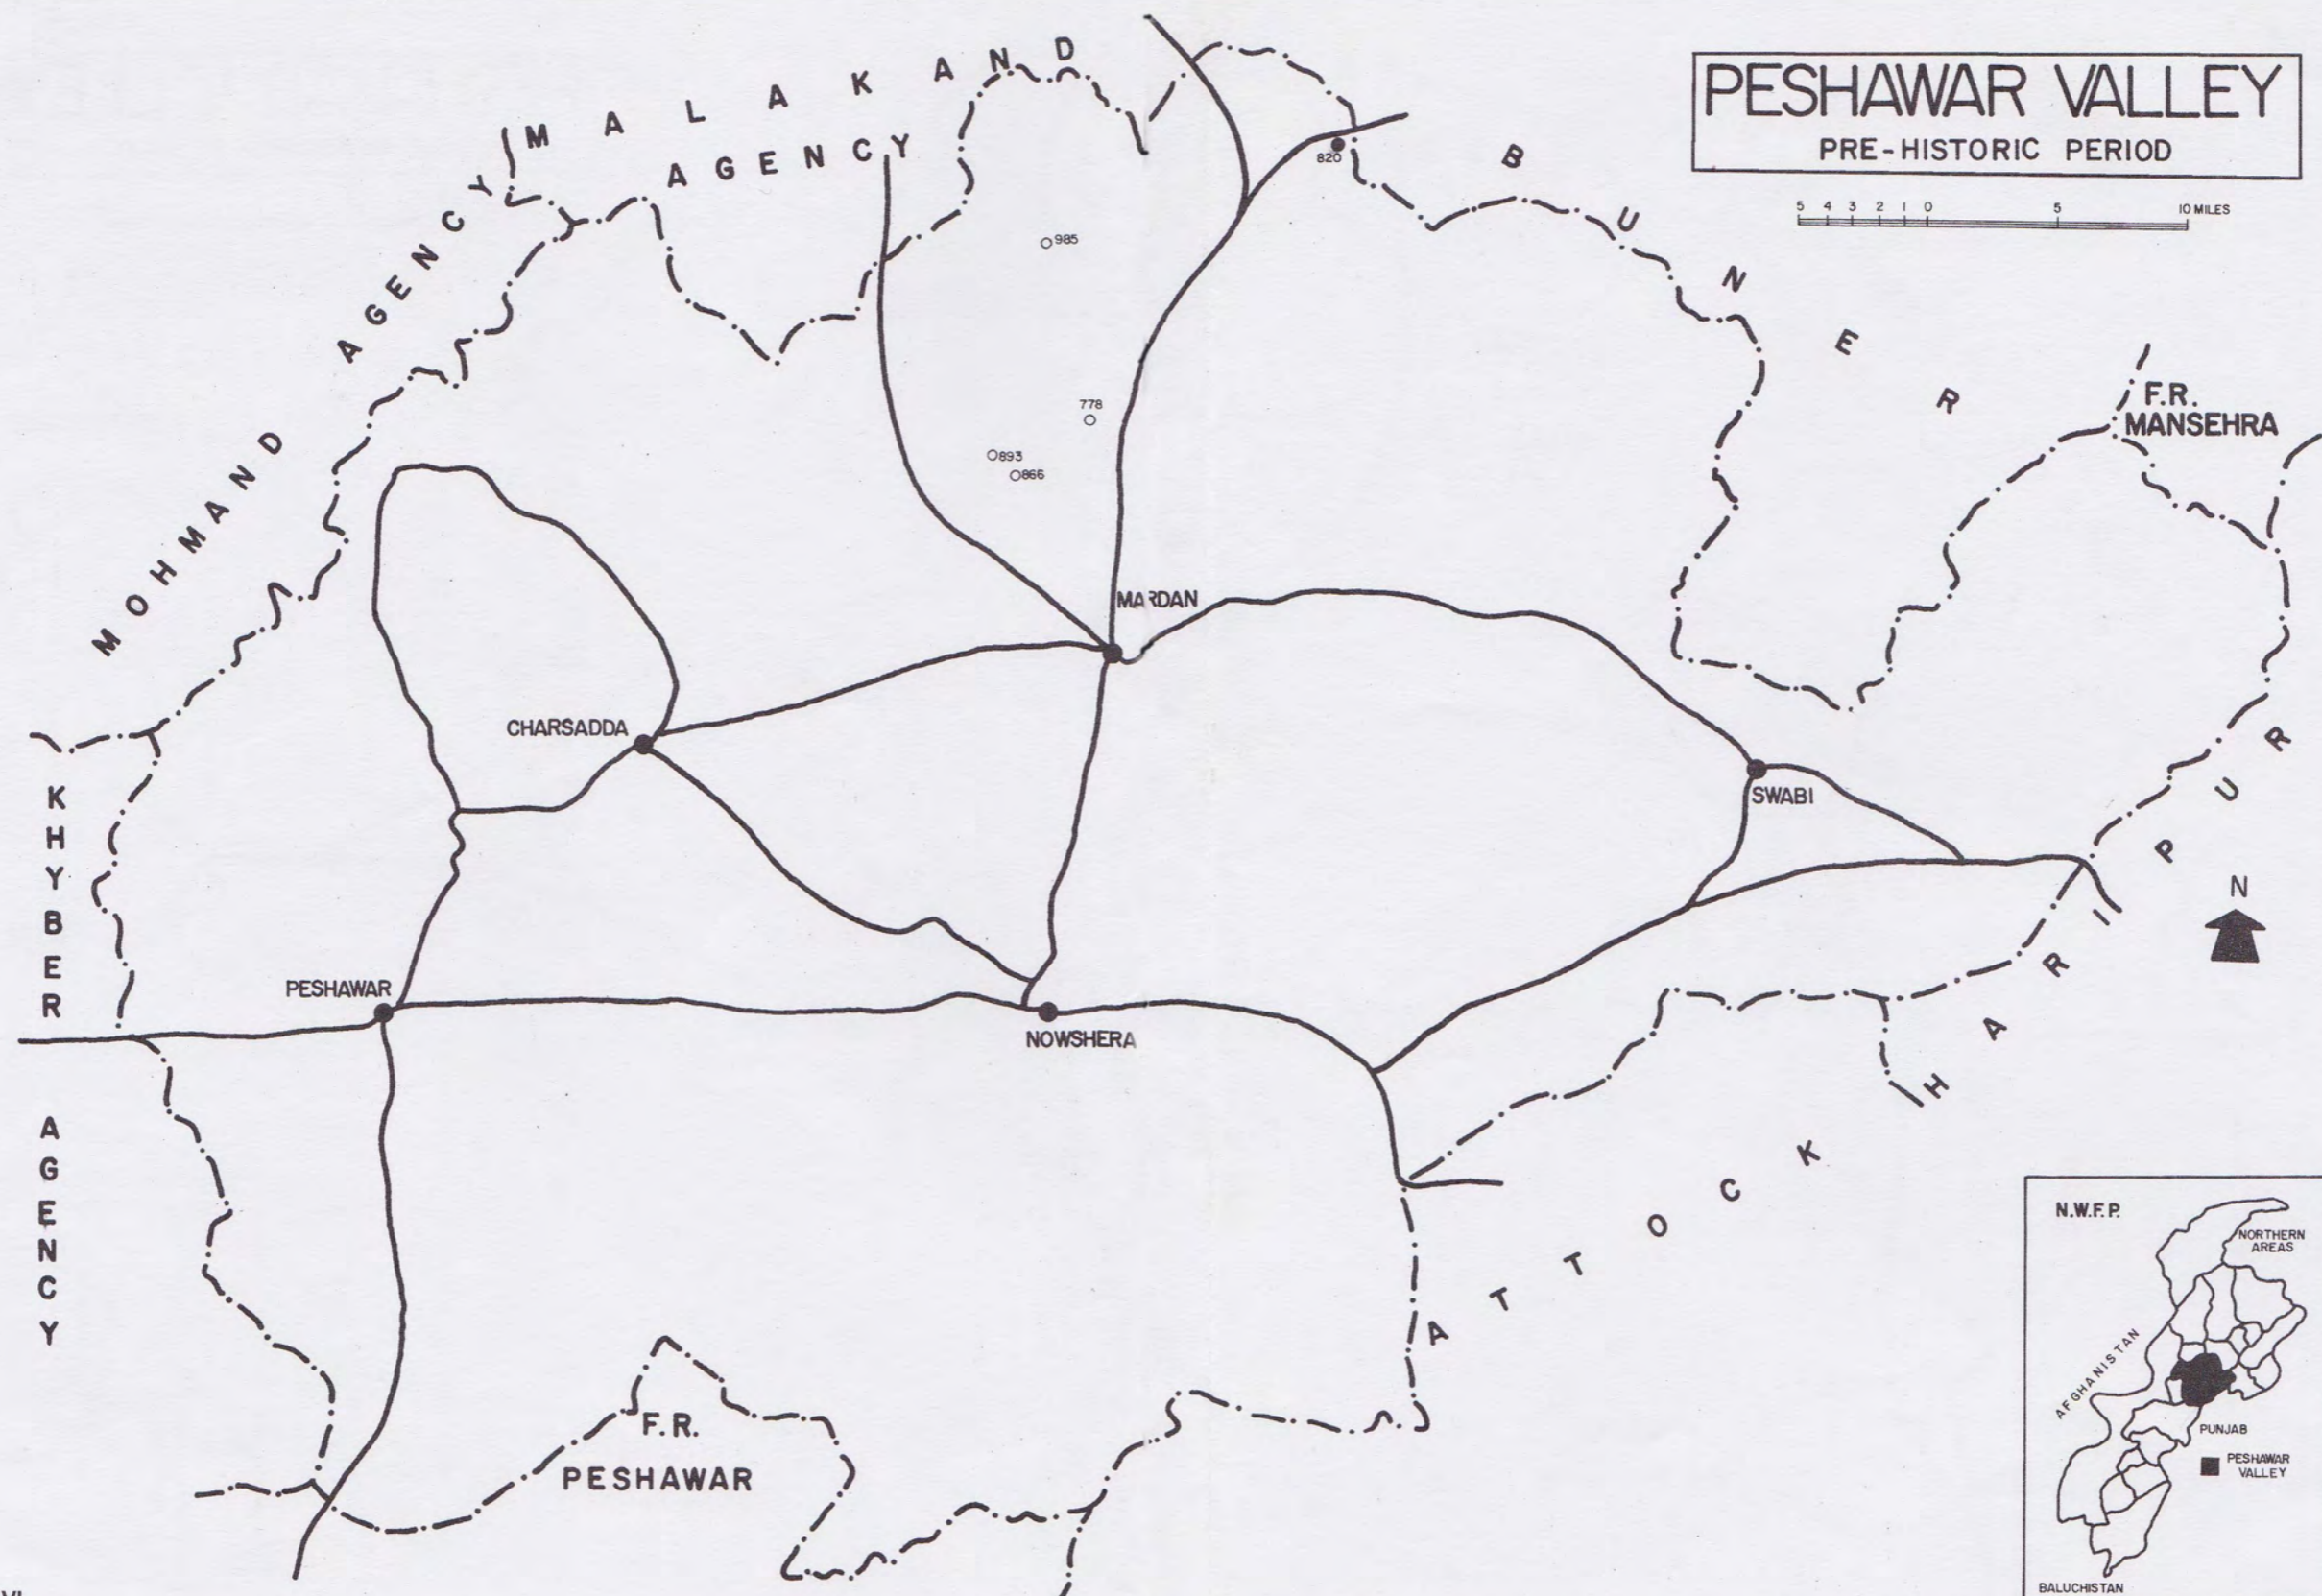 PESHAWAR VALLEY
PRE-HISTORIC PERIOD
5 4 3 2 1 0 5 10 MILES
MALAKAND
AGENCY
MOHMAND AGENCY
BUNER
820
985
778
893
866
F.R.
MANSEHRA
MARDAN
CHARSADDA
SWABI
KHYBER
AGENCY
PESHAWAR
NOWSHERA
HARIPUR
N
ATTOCK
F.R.
PESHAWAR
N.W.F.P.
NORTHERN
AREAS
AFGHANISTAN
PUNJAB
PESHAWAR
VALLEY
BALUCHISTAN